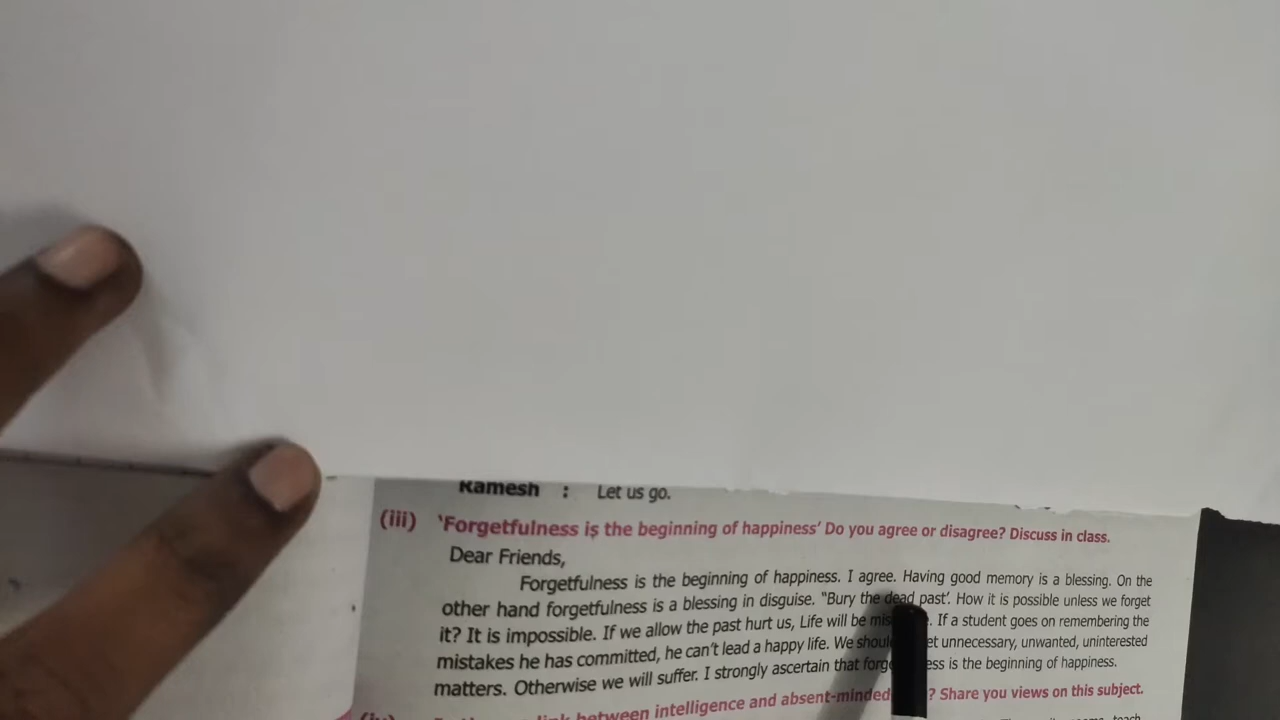 Ramesh : Let us go.
(iii) 'Forgetfulness is the beginning of happiness' Do you agree or disagree? Discuss in class.
Dear Friends,
Forgetfulness is the beginning of happiness. I agree. Having good memory is a blessing. On the
other hand forgetfulness is a blessing in disguise. "Bury the dead past'. How it is possible unless we forget
it? It is impossible. If we allow the past hurt us, Life will be If a student goes on remembering the
mistakes he has committed, he can't lead a happy life. We unnecessary, unwanted, uninterested
matters. Otherwise we will suffer. I strongly ascertain that is the beginning of happiness.
link between intelligence and ? Share you views on this subject.